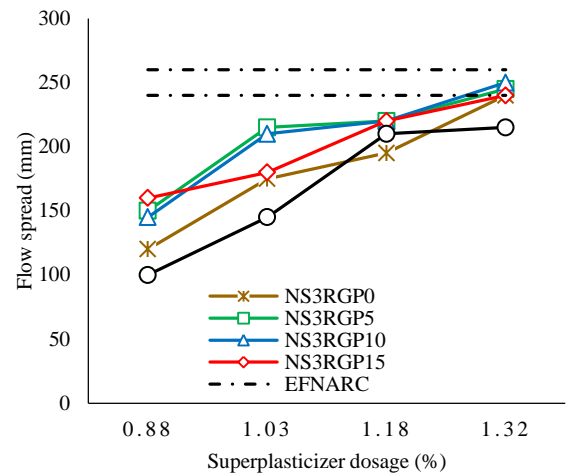 300
250
200
150
100
50
0
Flow spread (mm)
NS3RGP0
NS3RGP5
NS3RGP10
NS3RGP15
EFNARC
0.88 1.03 1.18 1.32
Superplasticizer dosage (%)